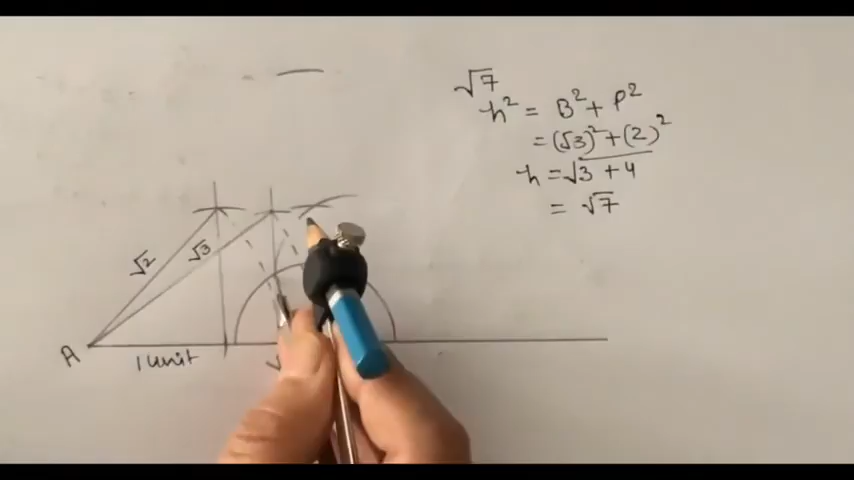 √7
h² = B² + P²
= (√3)² + (2)²
h = √3 + 4
= √7
√2
√3
A
1 unit